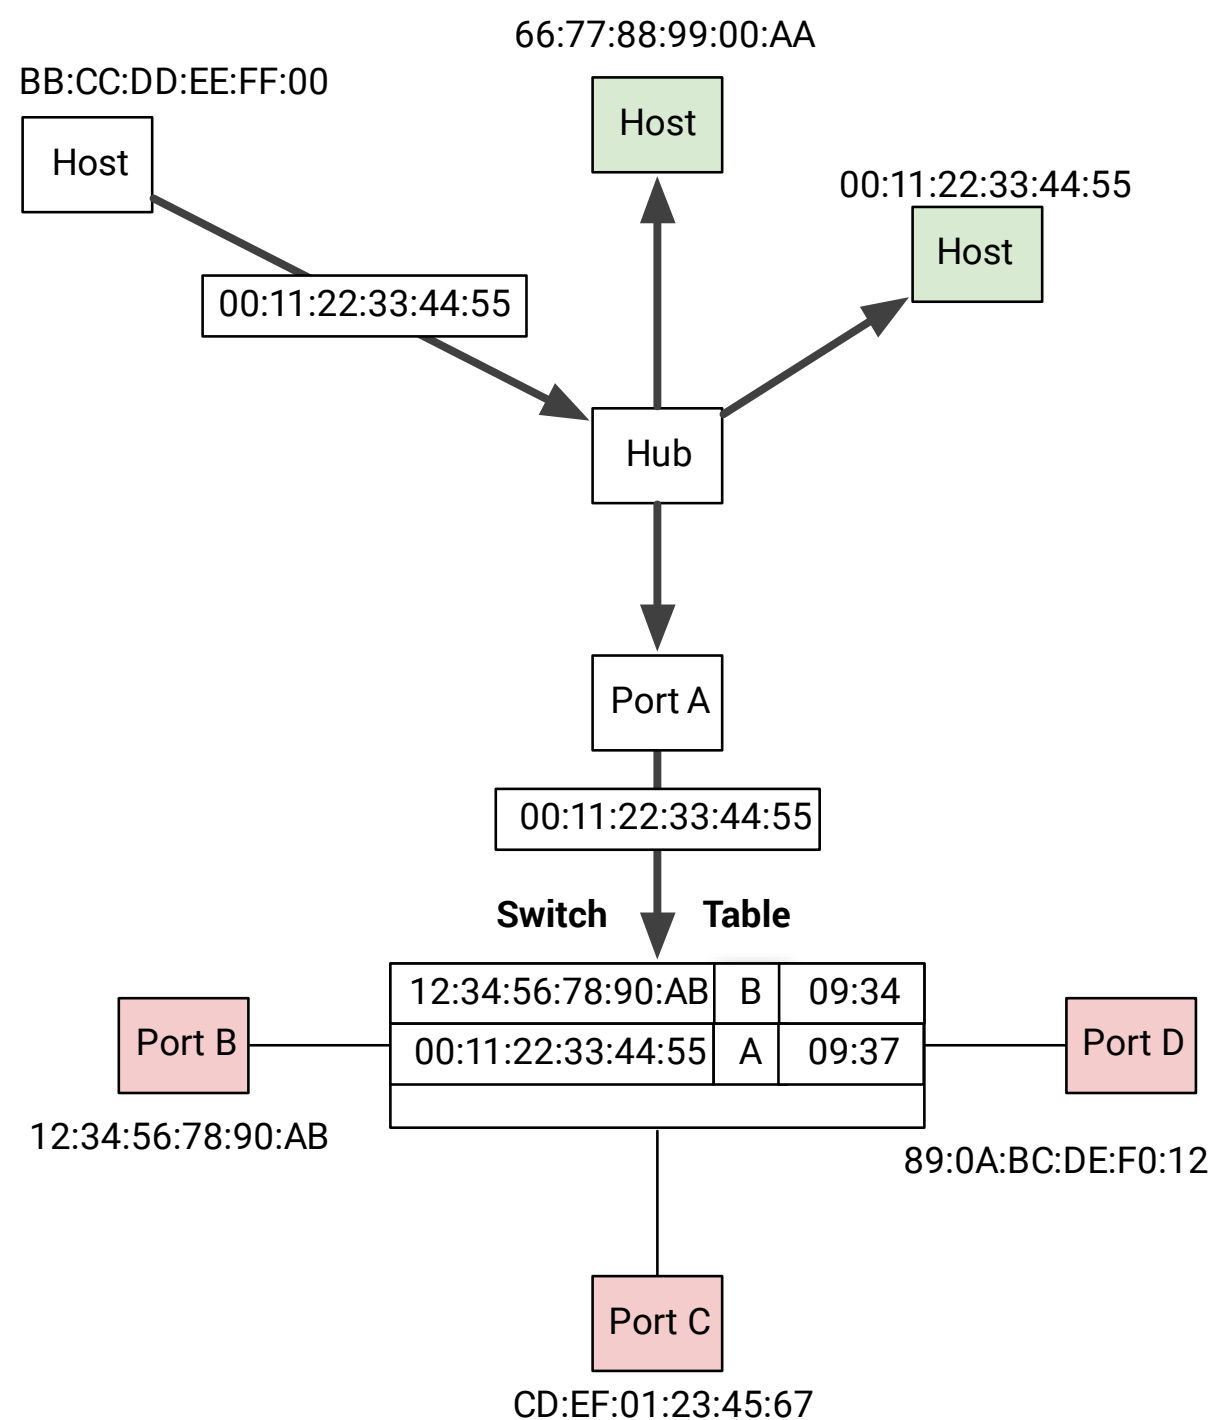 66:77:88:99:00:AA
BB:CC:DD:EE:FF:00
Host
Host
00:11:22:33:44:55
Host
00:11:22:33:44:55
Hub
Port A
00:11:22:33:44:55
Switch Table
12:34:56:78:90:AB B 09:34
00:11:22:33:44:55 A 09:37
Port B
Port D
12:34:56:78:90:AB
89:0A:BC:DE:F0:12
Port C
CD:EF:01:23:45:67